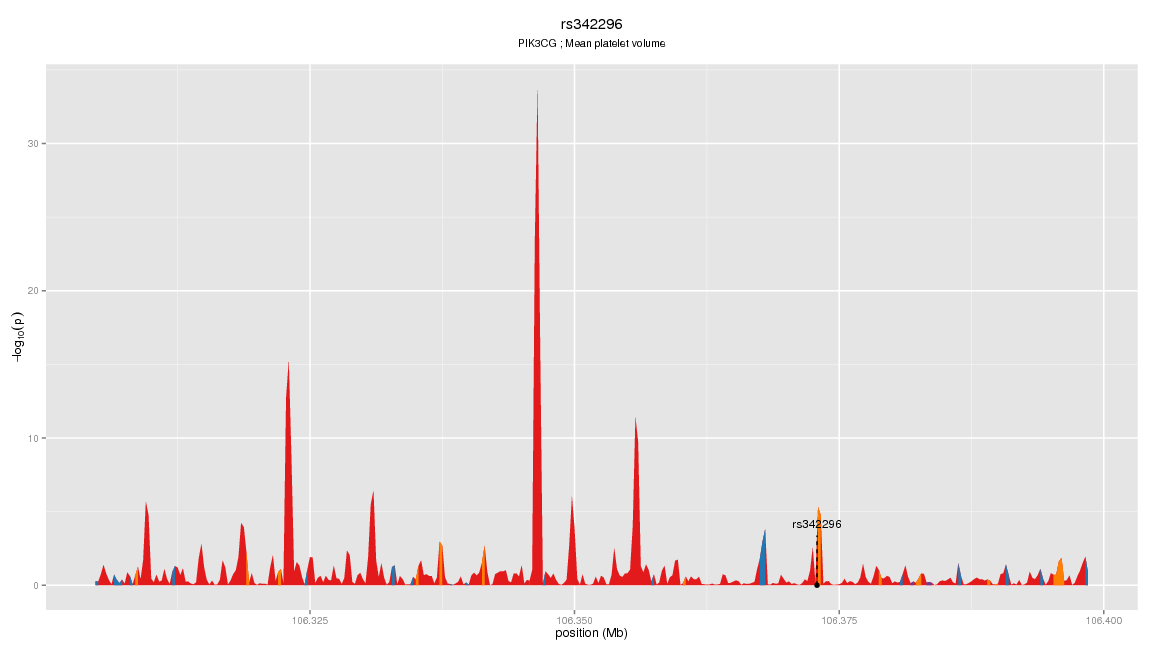 rs342296
PIK3CG ; Mean platelet volume
−log10(p)
30
20
10
0
rs342296
106.325 106.350 106.375 106.400
position (Mb)